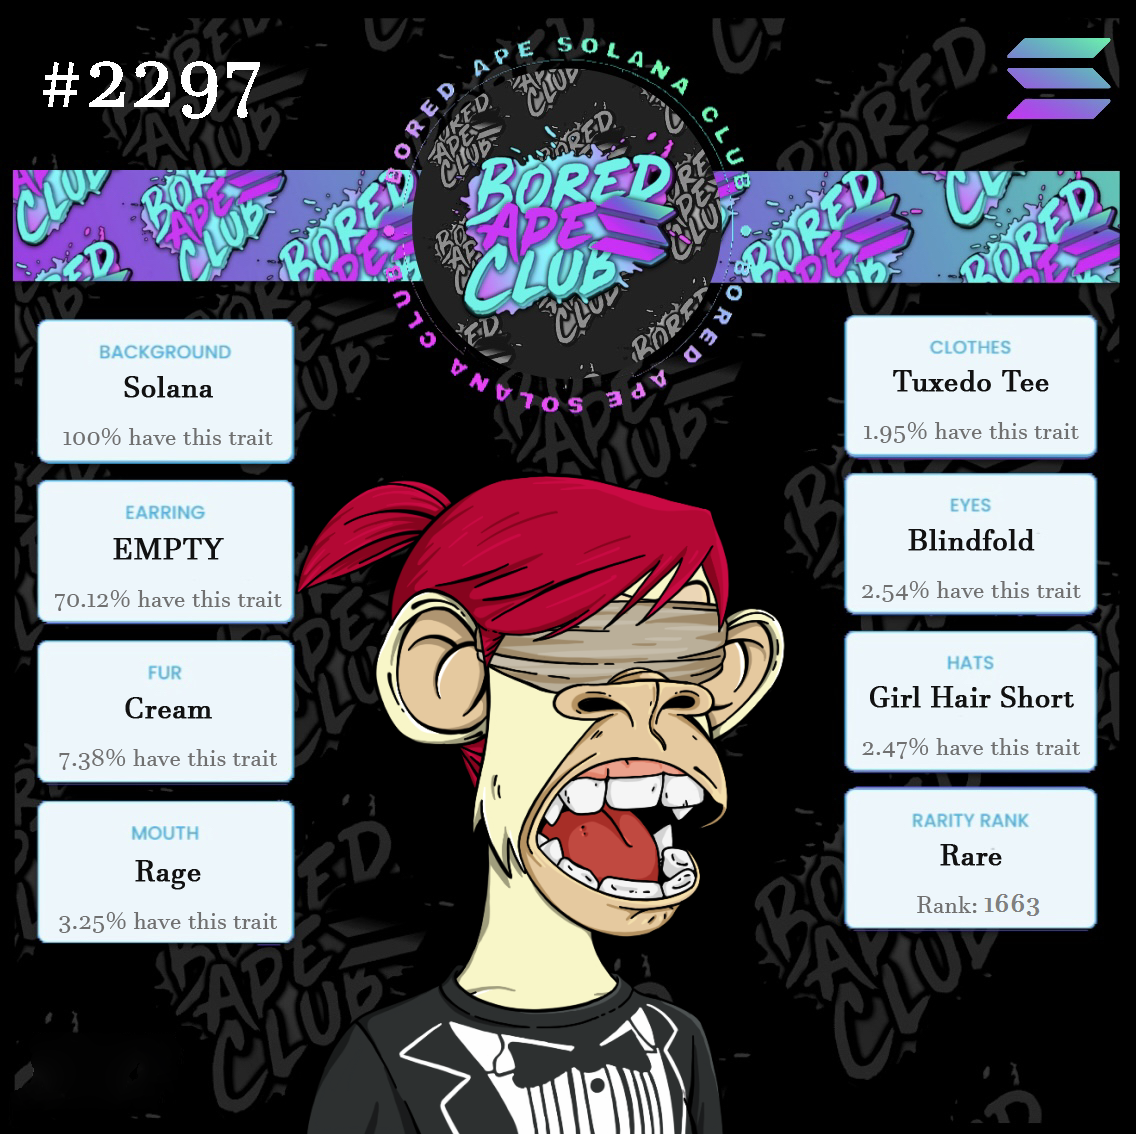 #2297
BORED APE SOLANA CLUB
BORED
APE
CLUB
BORED APE SOLANA CLUB
BACKGROUND
Solana
100% have this trait
EARRING
EMPTY
70.12% have this trait
FUR
Cream
7.38% have this trait
MOUTH
Rage
3.25% have this trait
CLOTHES
Tuxedo Tee
1.95% have this trait
EYES
Blindfold
2.54% have this trait
HATS
Girl Hair Short
2.47% have this trait
RARITY RANK
Rare
Rank: 1663